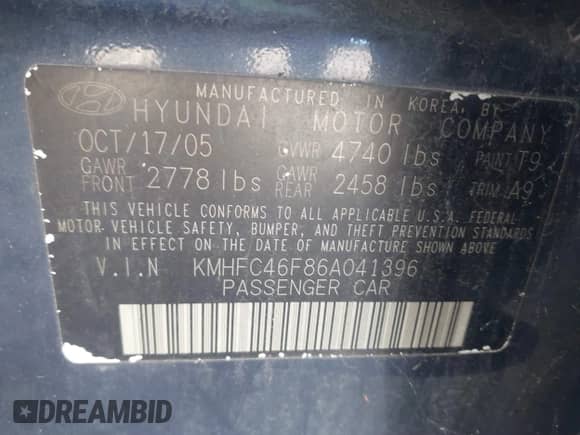 MANUFACTURED IN KOREA, BY
HYUNDAI MOTOR COMPANY
OCT/17/05 GVWR 4740 lbs PAINT T9
GAWR FRONT 2778 lbs GAWR REAR 2458 lbs TRIM A9
THIS VEHICLE CONFORMS TO ALL APPLICABLE U.S.A. FEDERAL
MOTOR VEHICLE SAFETY, BUMPER, AND THEFT PREVENTION STANDARDS
IN EFFECT ON THE DATE OF MANUFACTURE SHOWN ABOVE
V.I.N KMHFC46F86A041396
PASSENGER CAR
DREAMBID